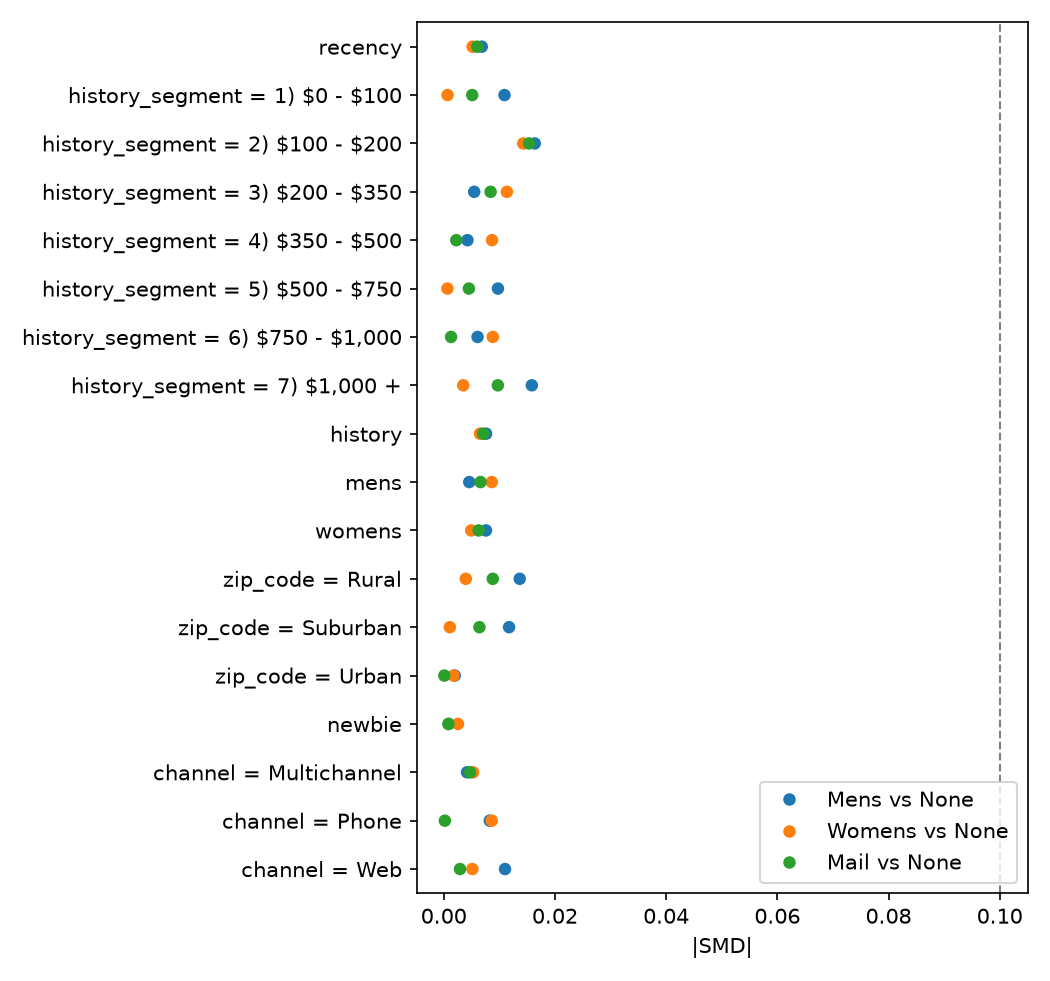 recency
history_segment = 1) $0 - $100
history_segment = 2) $100 - $200
history_segment = 3) $200 - $350
history_segment = 4) $350 - $500
history_segment = 5) $500 - $750
history_segment = 6) $750 - $1,000
history_segment = 7) $1,000 +
history
mens
womens
zip_code = Rural
zip_code = Suburban
zip_code = Urban
newbie
channel = Multichannel
channel = Phone
channel = Web
Mens vs None
Womens vs None
Mail vs None
0.00 0.02 0.04 0.06 0.08 0.10
|SMD|